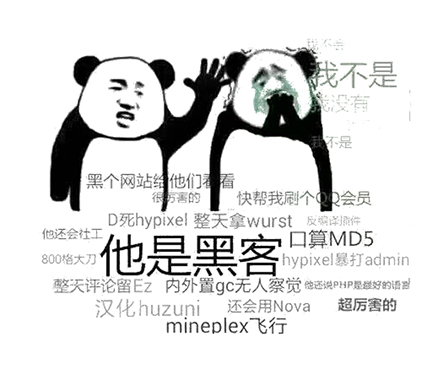 我不会
我不是
我没有
我不是
黑个网站给他们看看
很厉害的
快帮我刷个QQ会员
D死hypixel
整天拿wurst
反编译插件
他还会社工
他是黑客
口算MD5
800格大刀
hypixel暴打admin
整天评论留Ez
内外置gc无人察觉
他还说PHP是最好的语言
汉化huzuni
还会用Nova
超厉害的
mineplex飞行